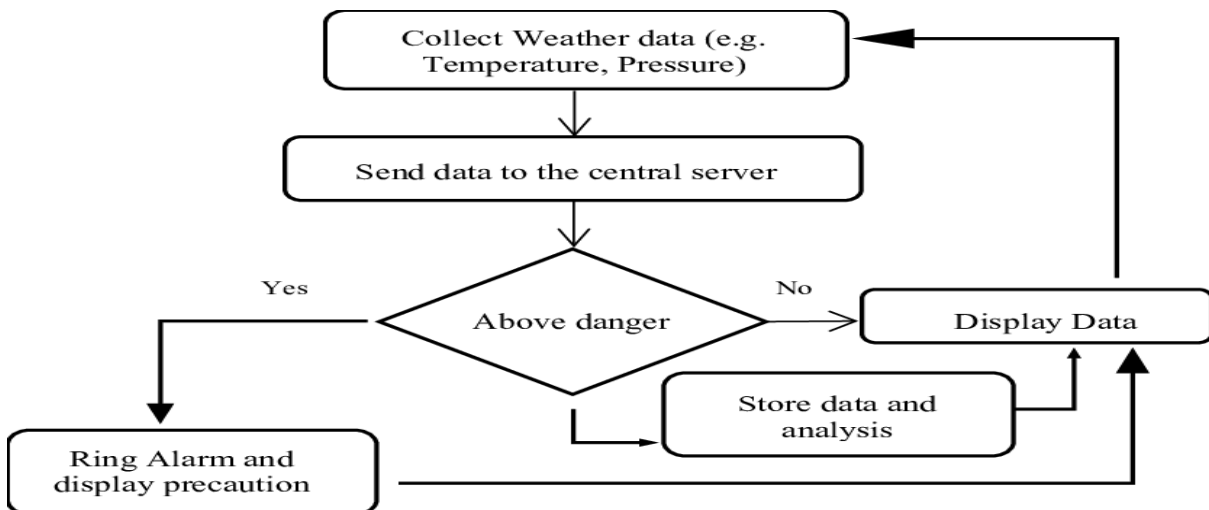 Collect Weather data (e.g.
Temperature, Pressure)
Send data to the central server
Yes
No
Above danger
Display Data
Store data and
analysis
Ring Alarm and
display precaution